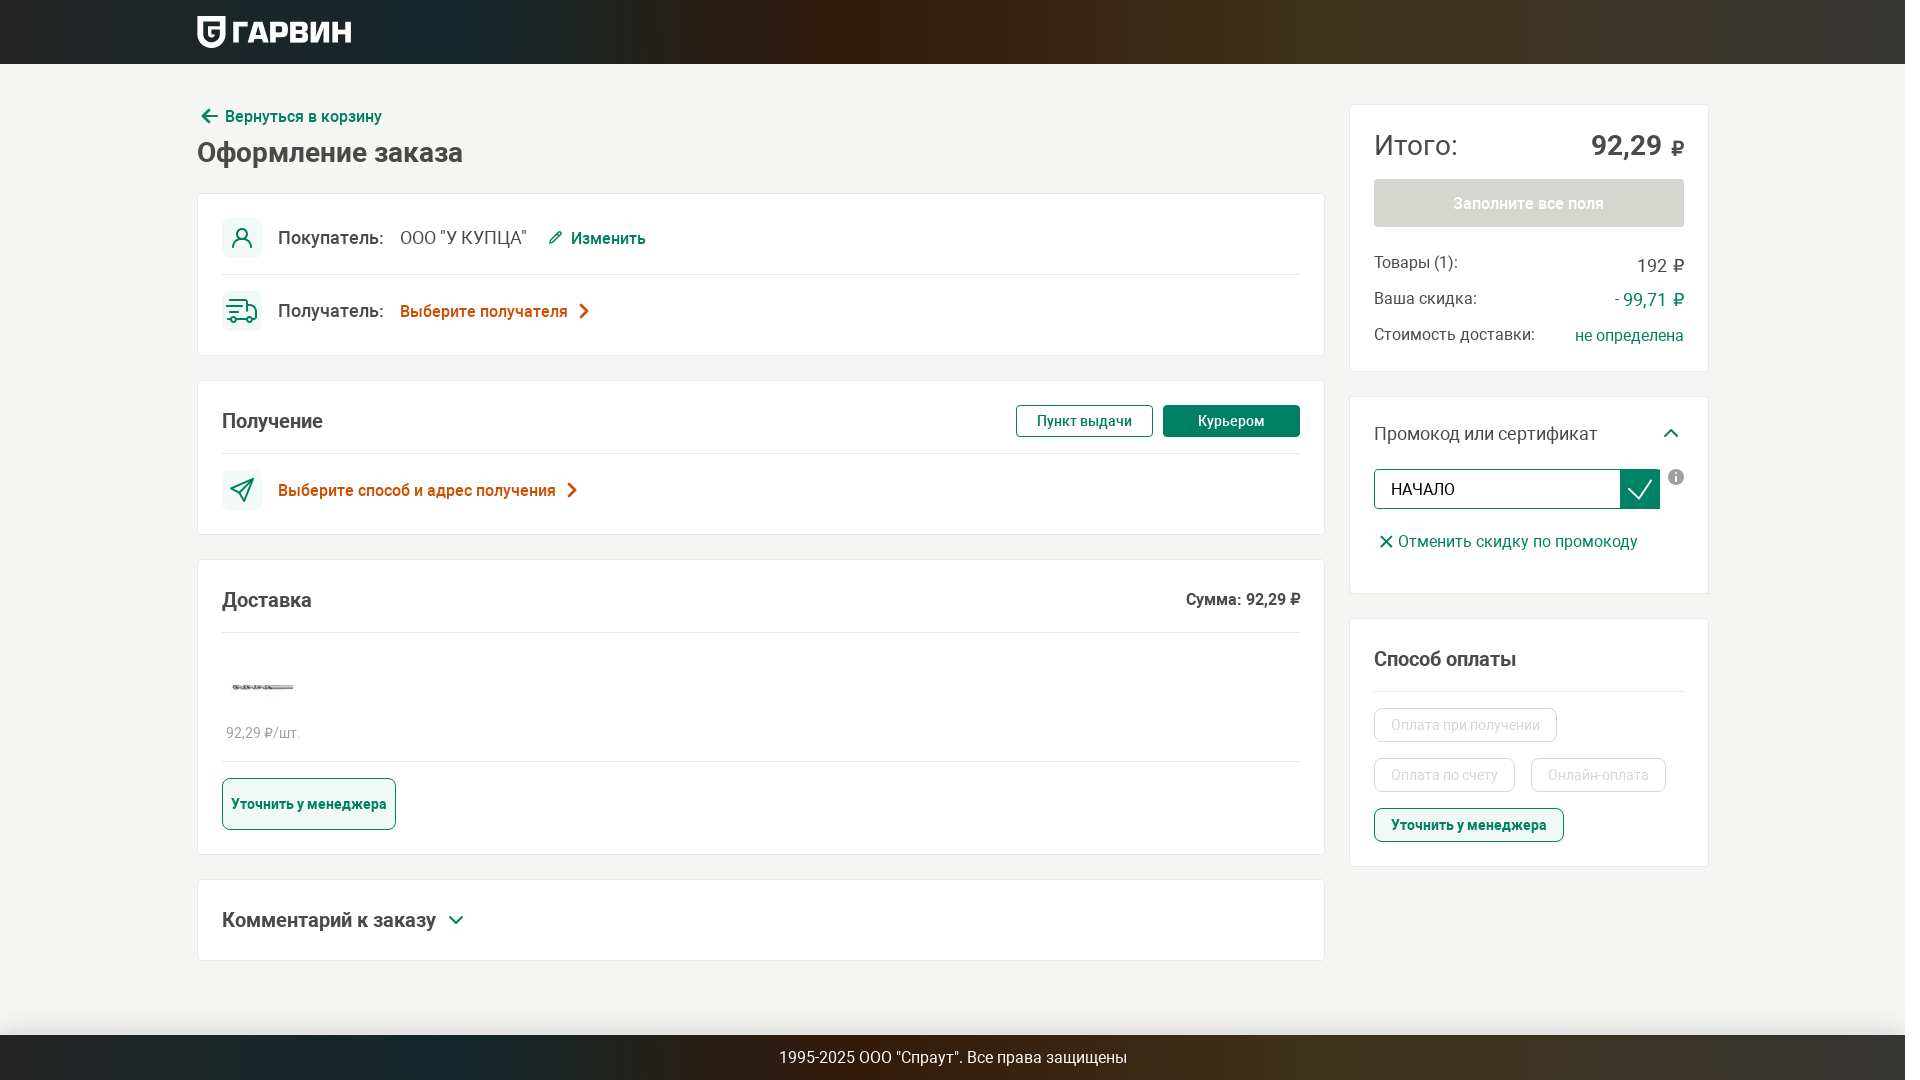 ГАРВИН
Вернуться в корзину
Оформление заказа
Покупатель: ООО "У КУПЦА" Изменить
Получатель: Выберите получателя
Получение
Пункт выдачи
Курьером
Выберите способ и адрес получения
Доставка
Сумма: 92,29 ₽
92,29 ₽/шт.
Уточнить у менеджера
Комментарий к заказу
Итого: 92,29 ₽
Заполните все поля
Товары (1): 192 ₽
Ваша скидка: - 99,71 ₽
Стоимость доставки: не определена
Промокод или сертификат
НАЧАЛО
Отменить скидку по промокоду
Способ оплаты
Оплата при получении
Оплата по счету
Онлайн-оплата
Уточнить у менеджера
1995-2025 ООО "Спраут". Все права защищены